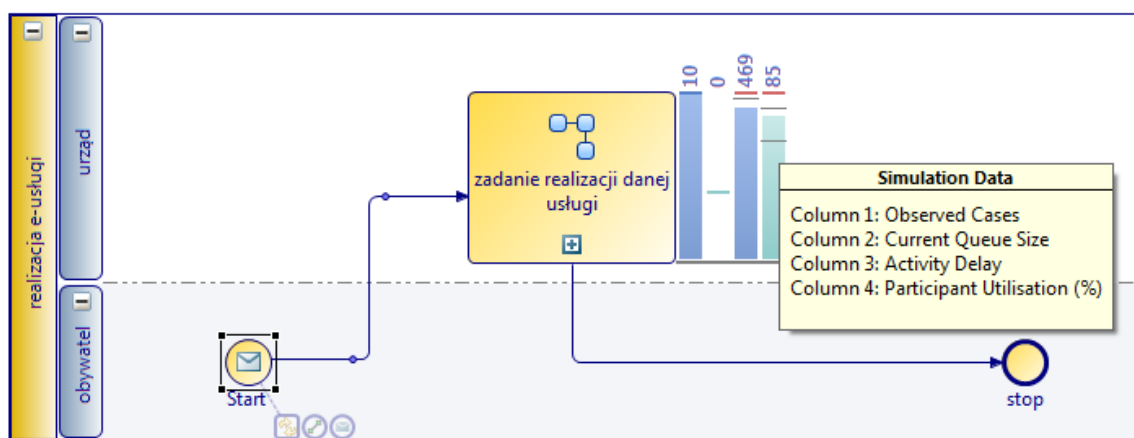 realizacja e-usługi
urząd
obywatel
zadanie realizacji danej
usługi
10
0
469
85
Simulation Data
Column 1: Observed Cases
Column 2: Current Queue Size
Column 3: Activity Delay
Column 4: Participant Utilisation (%)
Start
stop